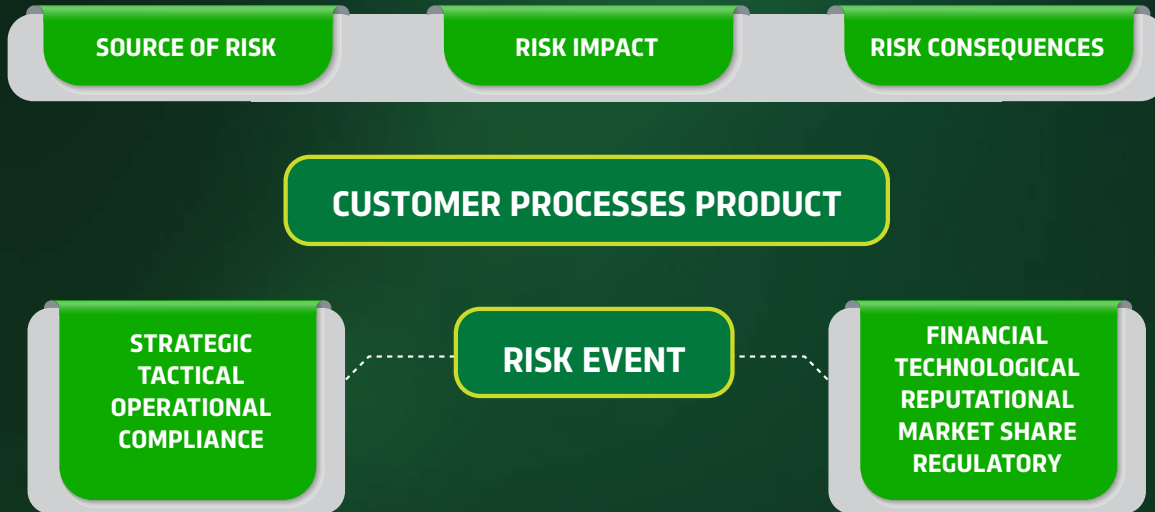 SOURCE OF RISK
RISK IMPACT
RISK CONSEQUENCES
CUSTOMER PROCESSES PRODUCT
STRATEGIC
TACTICAL
OPERATIONAL
COMPLIANCE
RISK EVENT
FINANCIAL
TECHNOLOGICAL
REPUTATIONAL
MARKET SHARE
REGULATORY